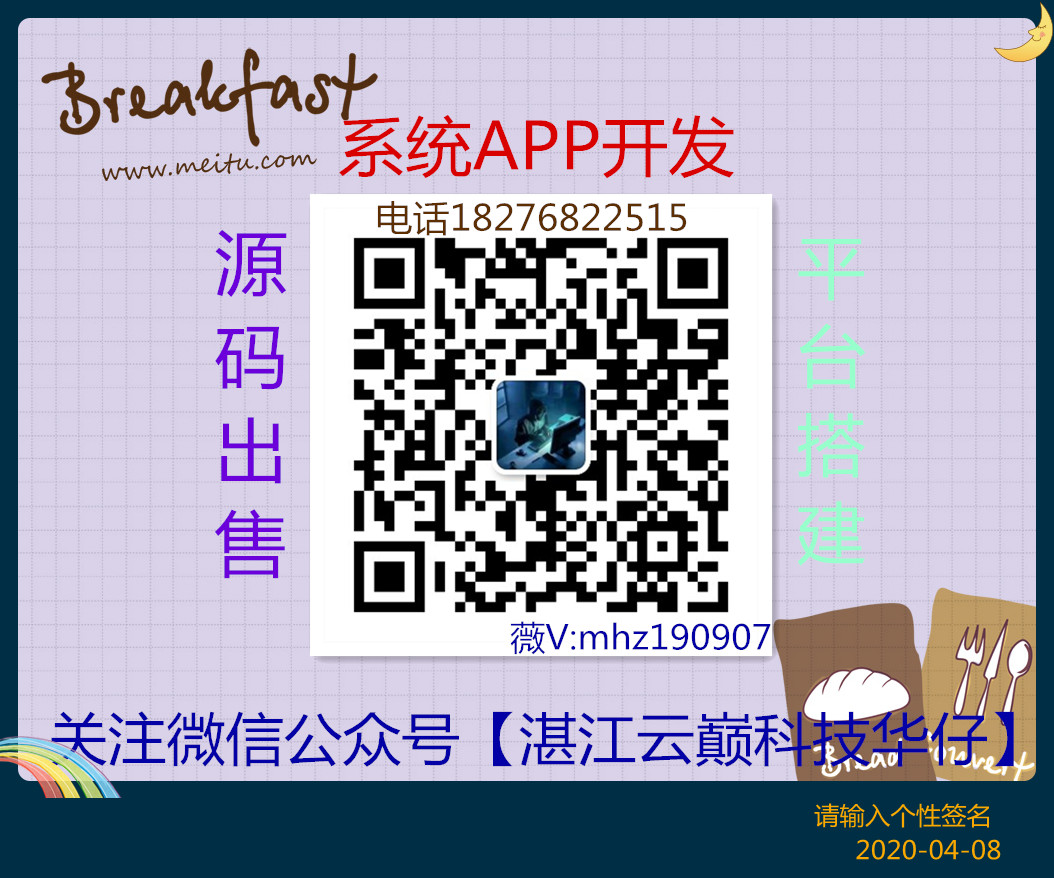 Breakfast
www.meitu.com
系统APP开发
电话18276822515
源码出售
平台搭建
薇V:mhz190907
关注微信公众号【湛江云巅科技华仔】
Bread
请输入个性签名
2020-04-08